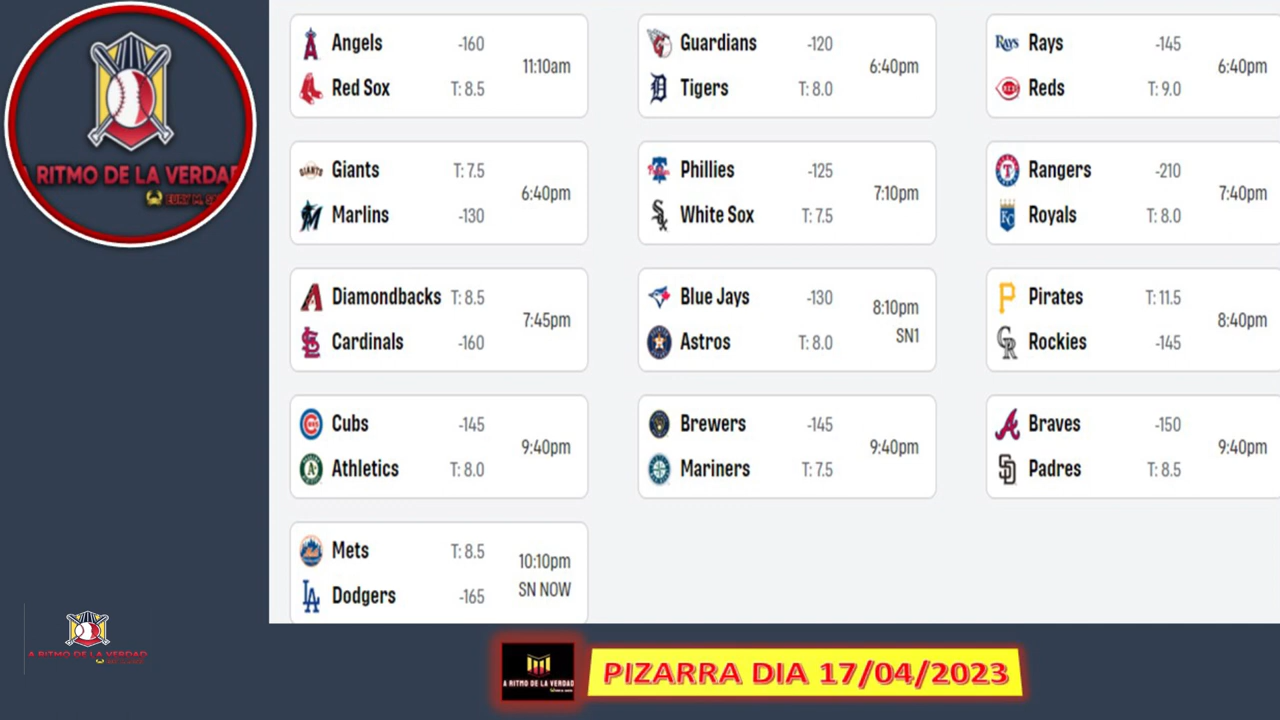 Angels -160
Red Sox T: 8.5
11:10am
Guardians -120
Tigers T: 8.0
6:40pm
RAYS Rays -145
Reds T: 9.0
6:40pm
GIANTS Giants T: 7.5
Marlins -130
6:40pm
Phillies -125
White Sox T: 7.5
7:10pm
Rangers -210
Royals T: 8.0
7:40pm
Diamondbacks T: 8.5
Cardinals -160
7:45pm
Blue Jays -130
Astros T: 8.0
8:10pm
SN1
Pirates T: 11.5
Rockies -145
8:40pm
Cubs -145
Athletics T: 8.0
9:40pm
Brewers -145
Mariners T: 7.5
9:40pm
Braves -150
Padres T: 8.5
9:40pm
Mets T: 8.5
Dodgers -165
10:10pm
SN NOW
A RITMO DE LA VERDAD
EURY M.
A RITMO DE LA VERDAD
A RITMO DE LA VERDAD
PIZARRA DIA 17/04/2023